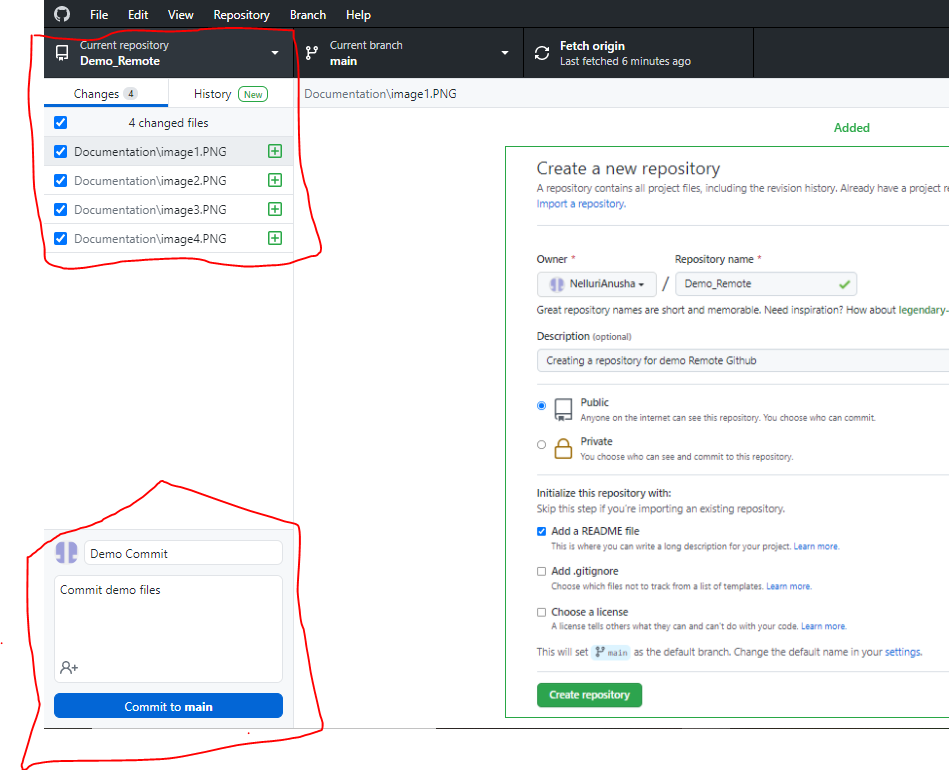 File Edit View Repository Branch Help
Current repository
Demo_Remote
Current branch
main
Fetch origin
Last fetched 6 minutes ago
Changes 4
History New
Documentation\image1.PNG
4 changed files
Documentation\image1.PNG
Documentation\image2.PNG
Documentation\image3.PNG
Documentation\image4.PNG
Demo Commit
Commit demo files
Commit to main
Added
Create a new repository
A repository contains all project files, including the revision history. Already have a project
Import a repository.
Owner *
Repository name *
NelluriAnusha / Demo_Remote
Great repository names are short and memorable. Need inspiration? How about legendary-
Description (optional)
Creating a repository for demo Remote Github
Public
Anyone on the internet can see this repository. You choose who can commit.
Private
You choose who can see and commit to this repository.
Initialize this repository with:
Skip this step if you're importing an existing repository.
Add a README file
This is where you can write a long description for your project. Learn more.
Add .gitignore
Choose which files not to track from a list of templates. Learn more.
Choose a license
A license tells others what they can and can't do with your code. Learn more.
This will set main as the default branch. Change the default name in your settings.
Create repository